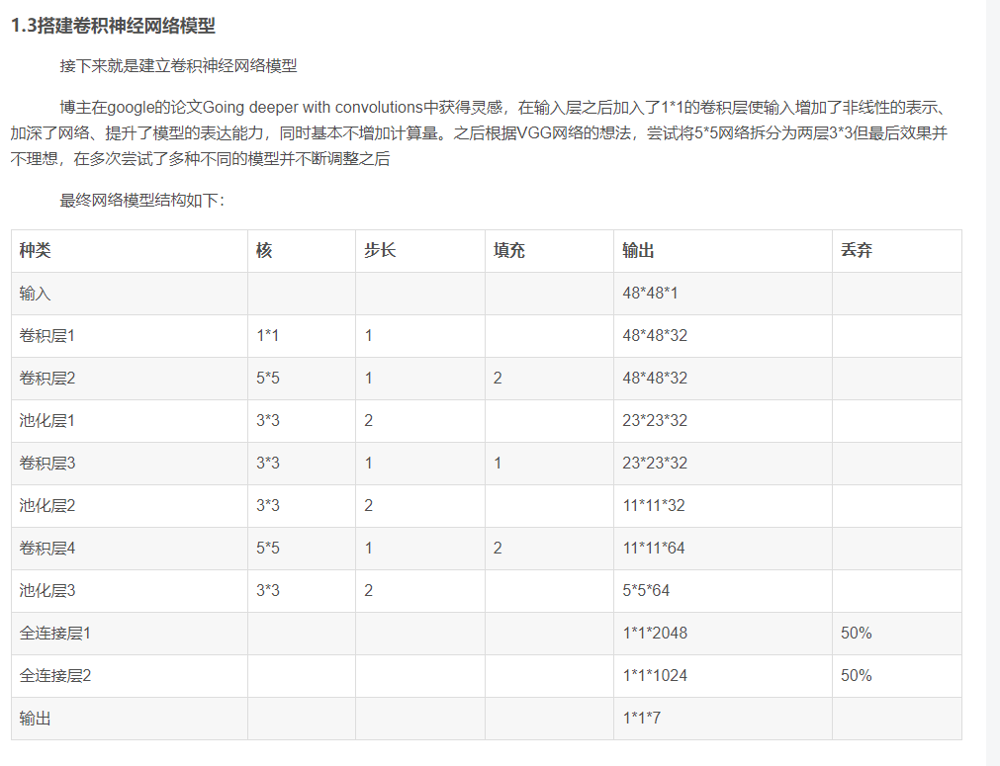 1.3搭建卷积神经网络模型
接下来就是建立卷积神经网络模型
博主在google的论文Going deeper with convolutions中获得灵感，在输入层之后加入了1*1的卷积层使输入增加了非线性的表示、
加深了网络、提升了模型的表达能力，同时基本不增加计算量。之后根据VGG网络的想法，尝试将5*5网络拆分为两层3*3但最后效果并
不理想，在多次尝试了多种不同的模型并不断调整之后
最终网络模型结构如下：
种类 核 步长 填充 输出 丢弃
输入 48*48*1
卷积层1 1*1 1 48*48*32
卷积层2 5*5 1 2 48*48*32
池化层1 3*3 2 23*23*32
卷积层3 3*3 1 1 23*23*32
池化层2 3*3 2 11*11*32
卷积层4 5*5 1 2 11*11*64
池化层3 3*3 2 5*5*64
全连接层1 1*1*2048 50%
全连接层2 1*1*1024 50%
输出 1*1*7